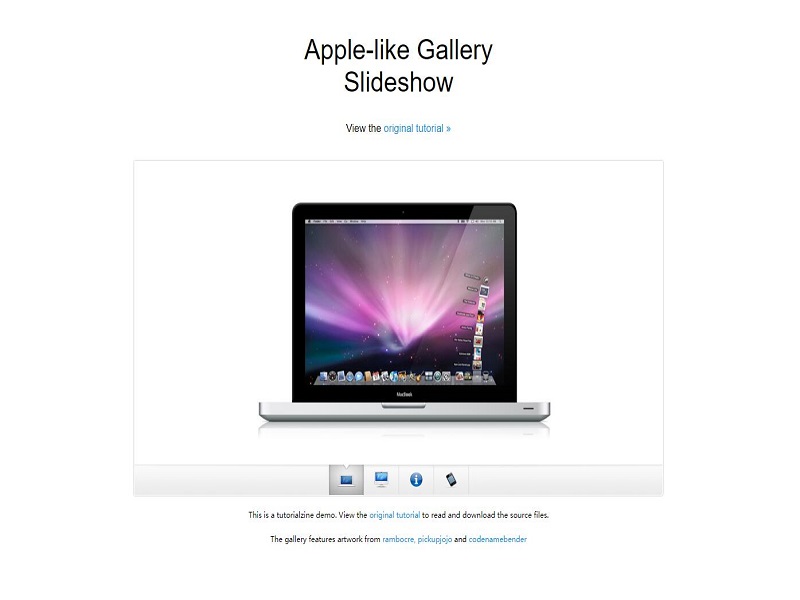 Apple-like Gallery
Slideshow
View the original tutorial »
MacBook
This is a tutorialzine demo. View the original tutorial to read and download the source files.
The gallery features artwork from rambocre, pickupjojo and codenamebender